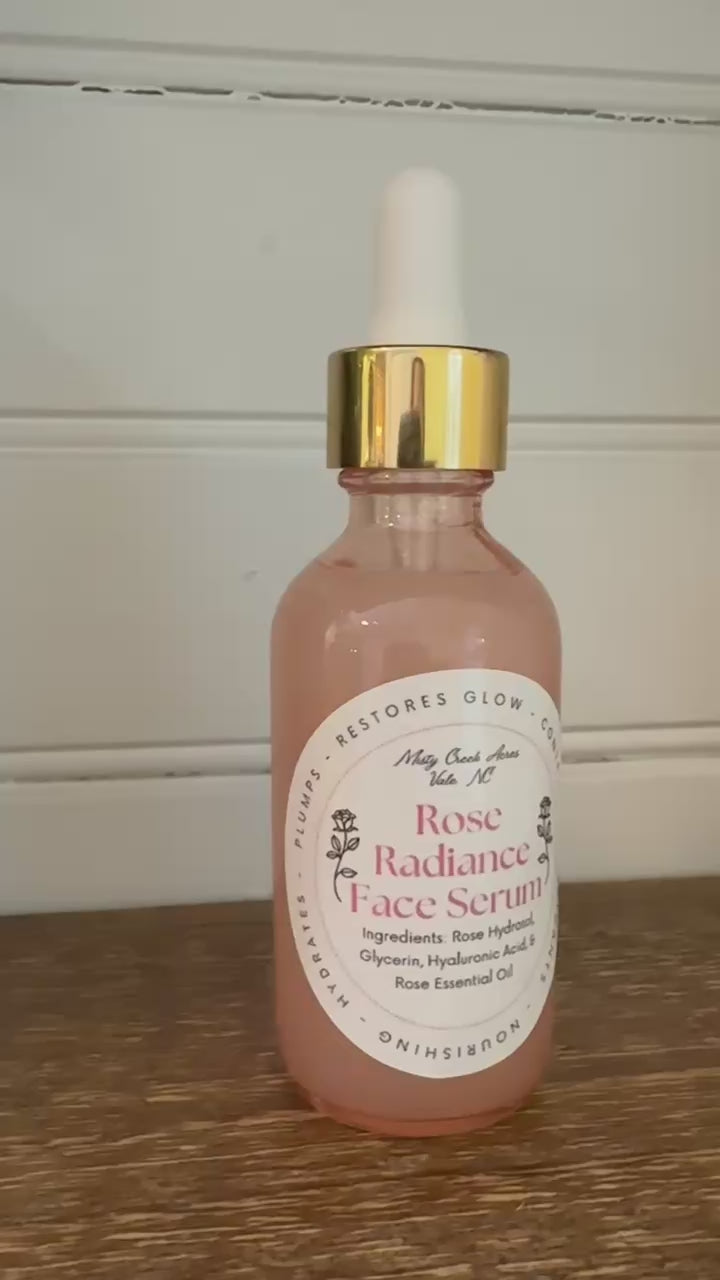 PLUMPS - RESTORES GLOW -
Misty Creek Acres
Vale, NC
Rose
Radiance
Face Serum
Ingredients: Rose Hydrosol,
Glycerin, Hyaluronic Acid, &
Rose Essential Oil
NOURISHING - HYDRATES -